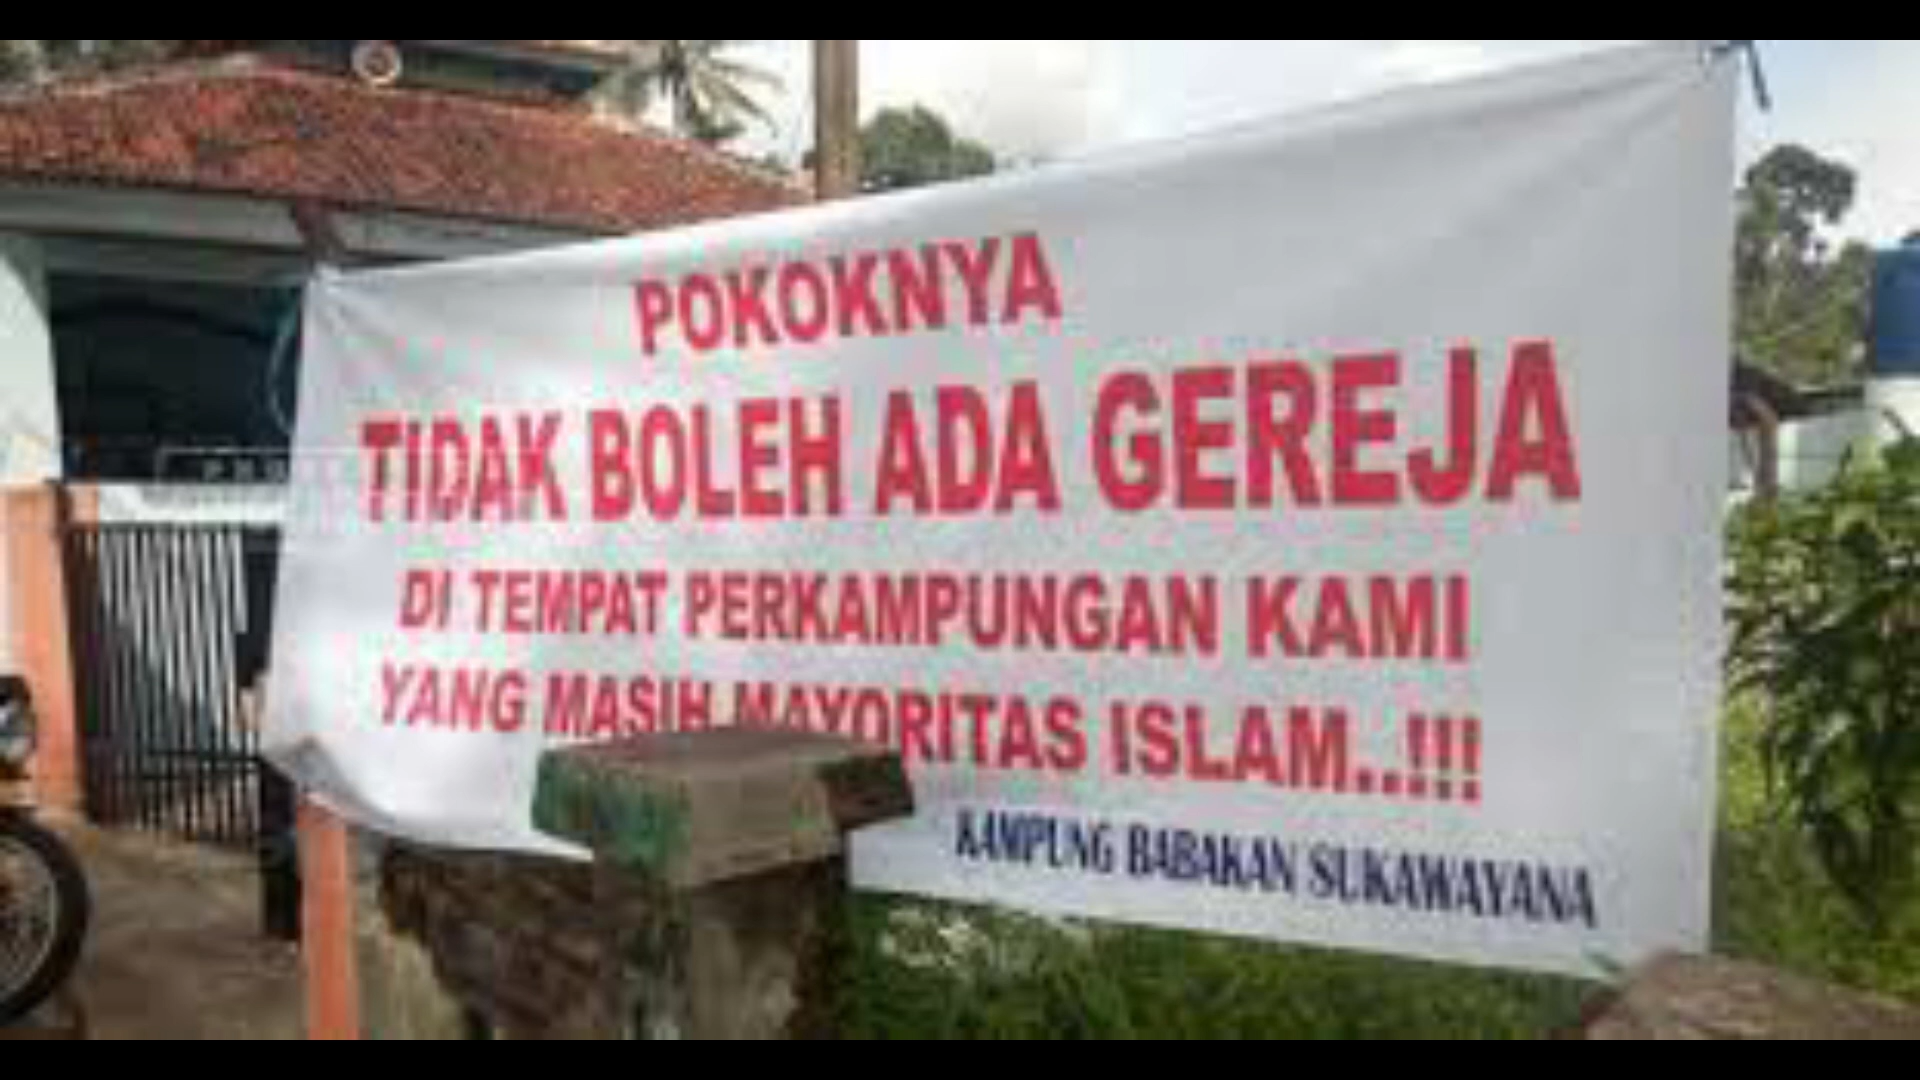 POKOKNYA
TIDAK BOLEH ADA GEREJA
DI TEMPAT PERKAMPUNGAN KAMI
YANG MASIH MAYORITAS ISLAM..!!!
KAMPUNG BABAKAN SUKAWAYANA